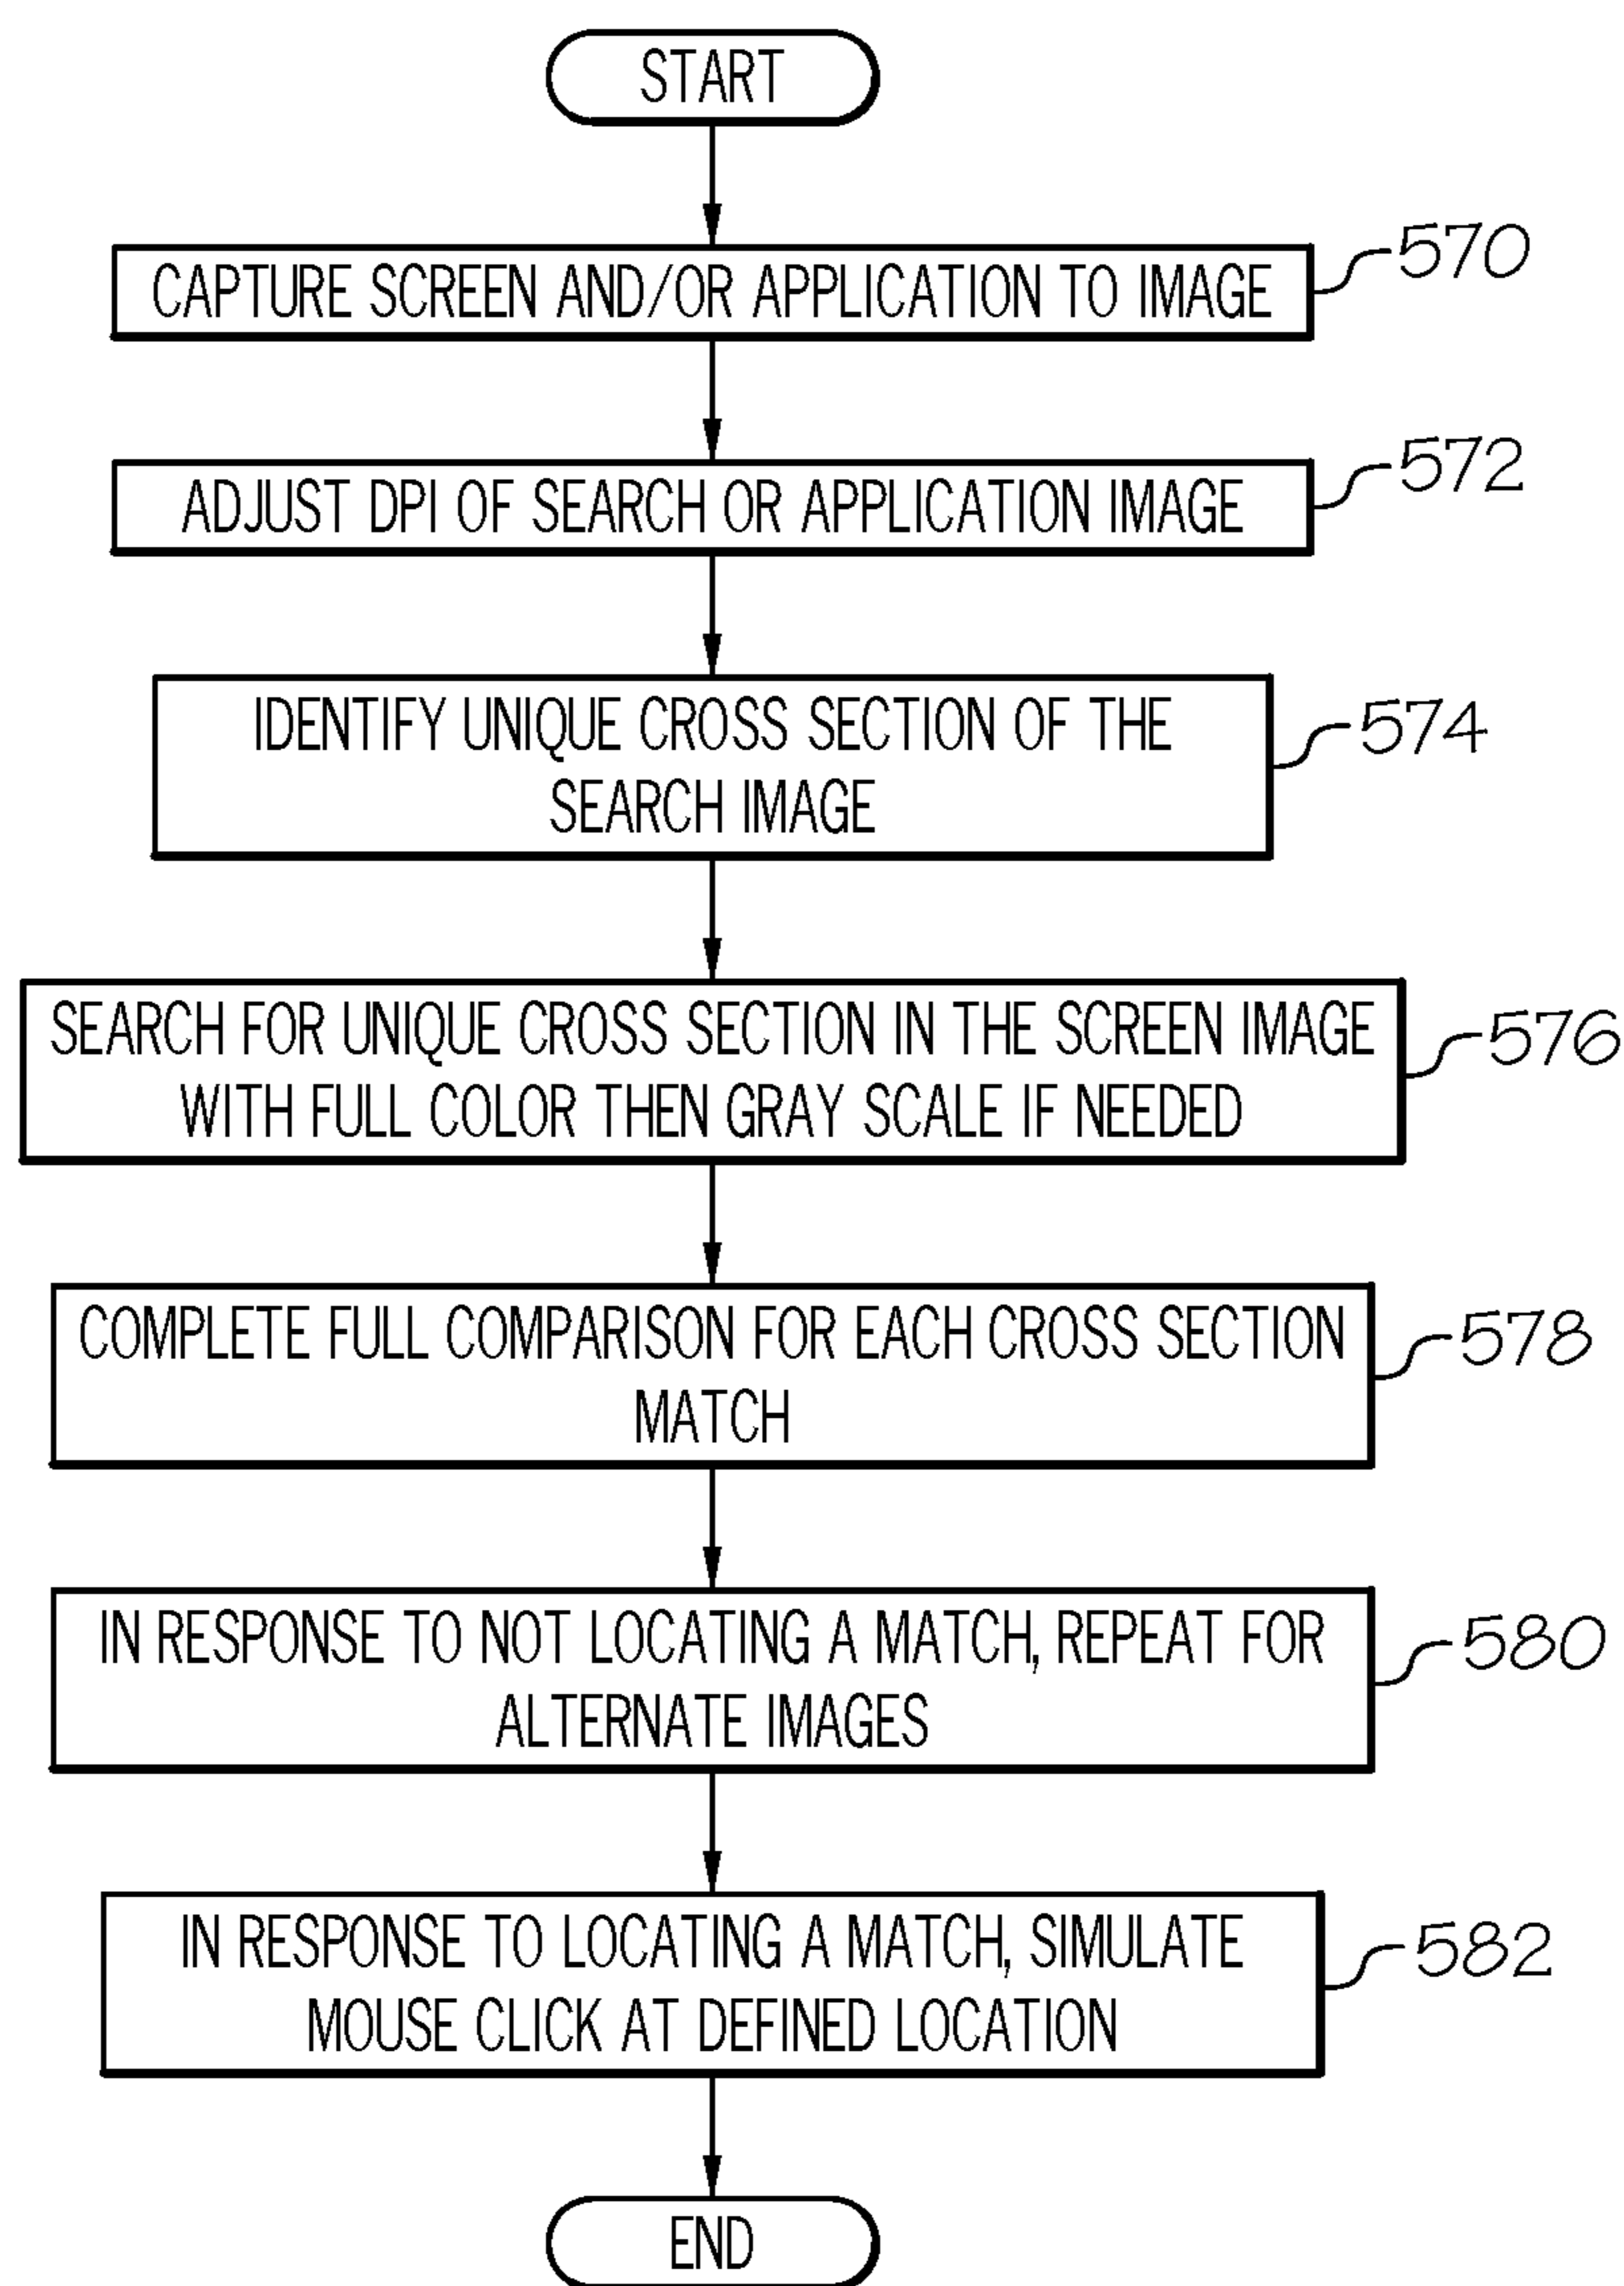 START
CAPTURE SCREEN AND/OR APPLICATION TO IMAGE
570
ADJUST DPI OF SEARCH OR APPLICATION IMAGE
572
IDENTIFY UNIQUE CROSS SECTION OF THE
SEARCH IMAGE
574
SEARCH FOR UNIQUE CROSS SECTION IN THE SCREEN IMAGE
WITH FULL COLOR THEN GRAY SCALE IF NEEDED
576
COMPLETE FULL COMPARISON FOR EACH CROSS SECTION
MATCH
578
IN RESPONSE TO NOT LOCATING A MATCH, REPEAT FOR
ALTERNATE IMAGES
580
IN RESPONSE TO LOCATING A MATCH, SIMULATE
MOUSE CLICK AT DEFINED LOCATION
582
END